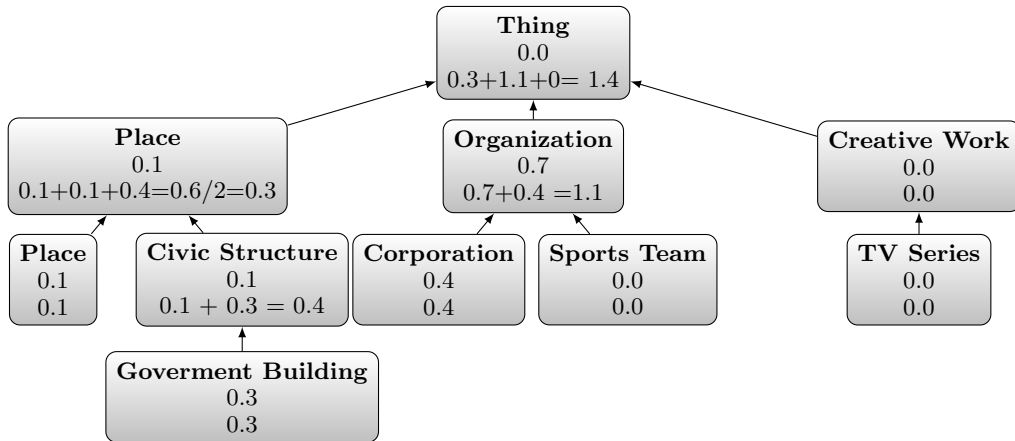 Thing
0.0
0.3+1.1+0= 1.4
Place
0.1
0.1+0.1+0.4=0.6/2=0.3
Organization
0.7
0.7+0.4 =1.1
Creative Work
0.0
0.0
Place
0.1
0.1
Civic Structure
0.1
0.1 + 0.3 = 0.4
Corporation
0.4
0.4
Sports Team
0.0
0.0
TV Series
0.0
0.0
Goverment Building
0.3
0.3